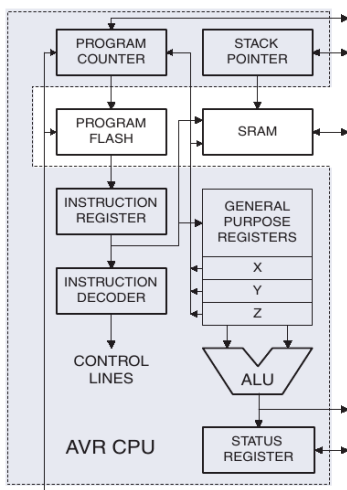 PROGRAM
COUNTER
STACK
POINTER
PROGRAM
FLASH
SRAM
INSTRUCTION
REGISTER
GENERAL
PURPOSE
REGISTERS
X
Y
Z
INSTRUCTION
DECODER
CONTROL
LINES
ALU
AVR CPU
STATUS
REGISTER